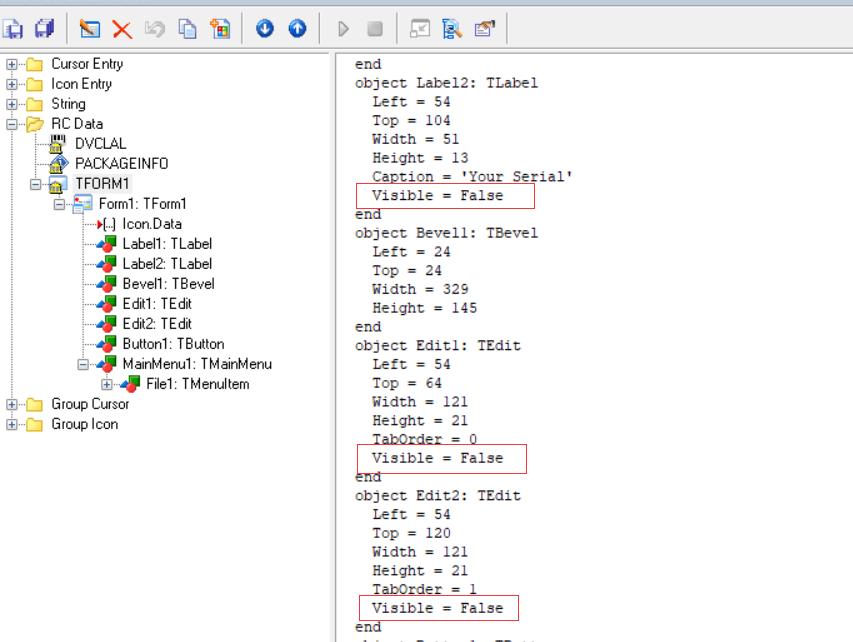 Cursor Entry
Icon Entry
String
RC Data
DVCLAL
PACKAGEINFO
TFORM1
Form1: TForm1
Icon.Data
Label1: TLabel
Label2: TLabel
Bevel1: TBevel
Edit1: TEdit
Edit2: TEdit
Button1: TButton
MainMenu1: TMainMenu
File1: TMenuItem
Group Cursor
Group Icon
end
object Label2: TLabel
Left = 54
Top = 104
Width = 51
Height = 13
Caption = 'Your Serial'
Visible = False
end
object Bevel1: TBevel
Left = 24
Top = 24
Width = 329
Height = 145
end
object Edit1: TEdit
Left = 54
Top = 64
Width = 121
Height = 21
TabOrder = 0
Visible = False
end
object Edit2: TEdit
Left = 54
Top = 120
Width = 121
Height = 21
TabOrder = 1
Visible = False
end